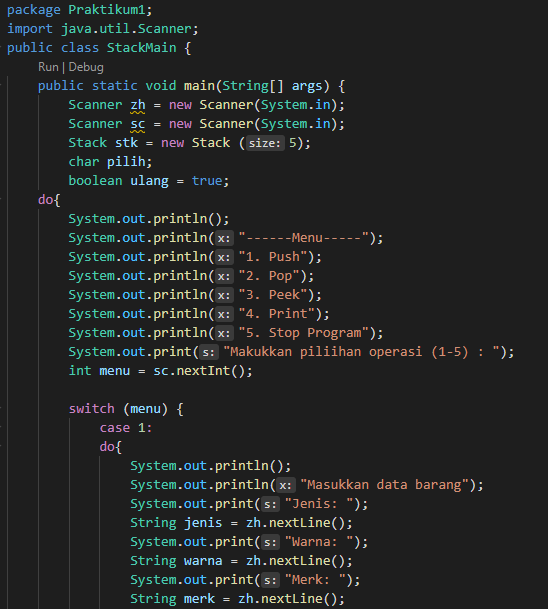 package Praktikum1;
import java.util.Scanner;
public class StackMain {
Run | Debug
public static void main(String[] args) {
Scanner zh = new Scanner(System.in);
Scanner sc = new Scanner(System.in);
Stack stk = new Stack (size: 5);
char pilih;
boolean ulang = true;
do{
System.out.println();
System.out.println(x: "------Menu-----");
System.out.println(x: "1. Push");
System.out.println(x: "2. Pop");
System.out.println(x: "3. Peek");
System.out.println(x: "4. Print");
System.out.println(x: "5. Stop Program");
System.out.print(s: "Makukkan piliihan operasi (1-5) : ");
int menu = sc.nextInt();
switch (menu) {
case 1:
do{
System.out.println();
System.out.println(x: "Masukkan data barang");
System.out.print(s: "Jenis: ");
String jenis = zh.nextLine();
System.out.print(s: "Warna: ");
String warna = zh.nextLine();
System.out.print(s: "Merk: ");
String merk = zh.nextLine();